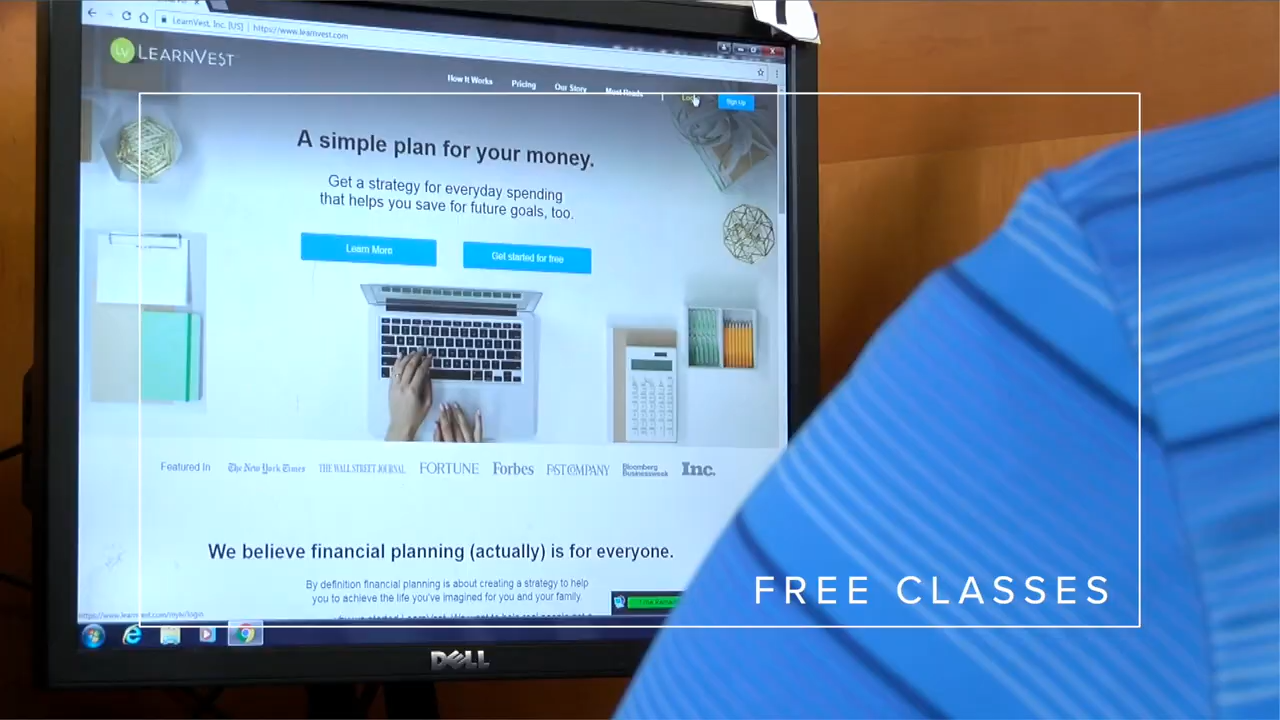 LearnVest, Inc. [US] | https://www.learnvest.com
LV LEARNVEST
How It Works Pricing Our Story Must Reads | Sign Up
A simple plan for your money.
Get a strategy for everyday spending
that helps you save for future goals, too.
Learn More Get started for free
Featured In The New York Times THE WALL STREET JOURNAL FORTUNE Forbes FAST COMPANY Bloomberg Businessweek Inc.
We believe financial planning (actually) is for everyone.
By definition financial planning is about creating a strategy to help
you to achieve the life you've imagined for you and your family.
FREE CLASSES
DELL